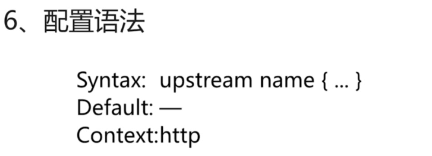 6、配置语法
Syntax: upstream name { ... }
Default: —
Context:http